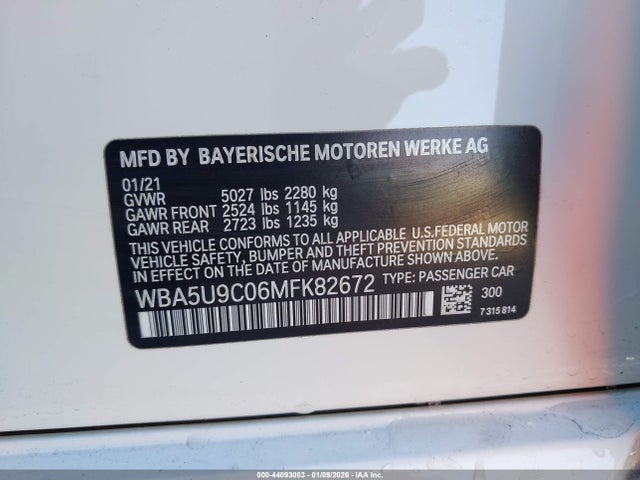 MFD BY BAYERISCHE MOTOREN WERKE AG
01/21
GVWR 5027 lbs 2280 kg
GAWR FRONT 2524 lbs 1145 kg
GAWR REAR 2723 lbs 1235 kg
THIS VEHICLE CONFORMS TO ALL APPLICABLE U.S.FEDERAL MOTOR
VEHICLE SAFETY, BUMPER AND THEFT PREVENTION STANDARDS
IN EFFECT ON THE DATE OF MANUFACTURE SHOWN ABOVE.
WBA5U9C06MFK82672 TYPE: PASSENGER CAR
300
7 315 814
000-44093083 - 01/09/2026 - IAAI.COM